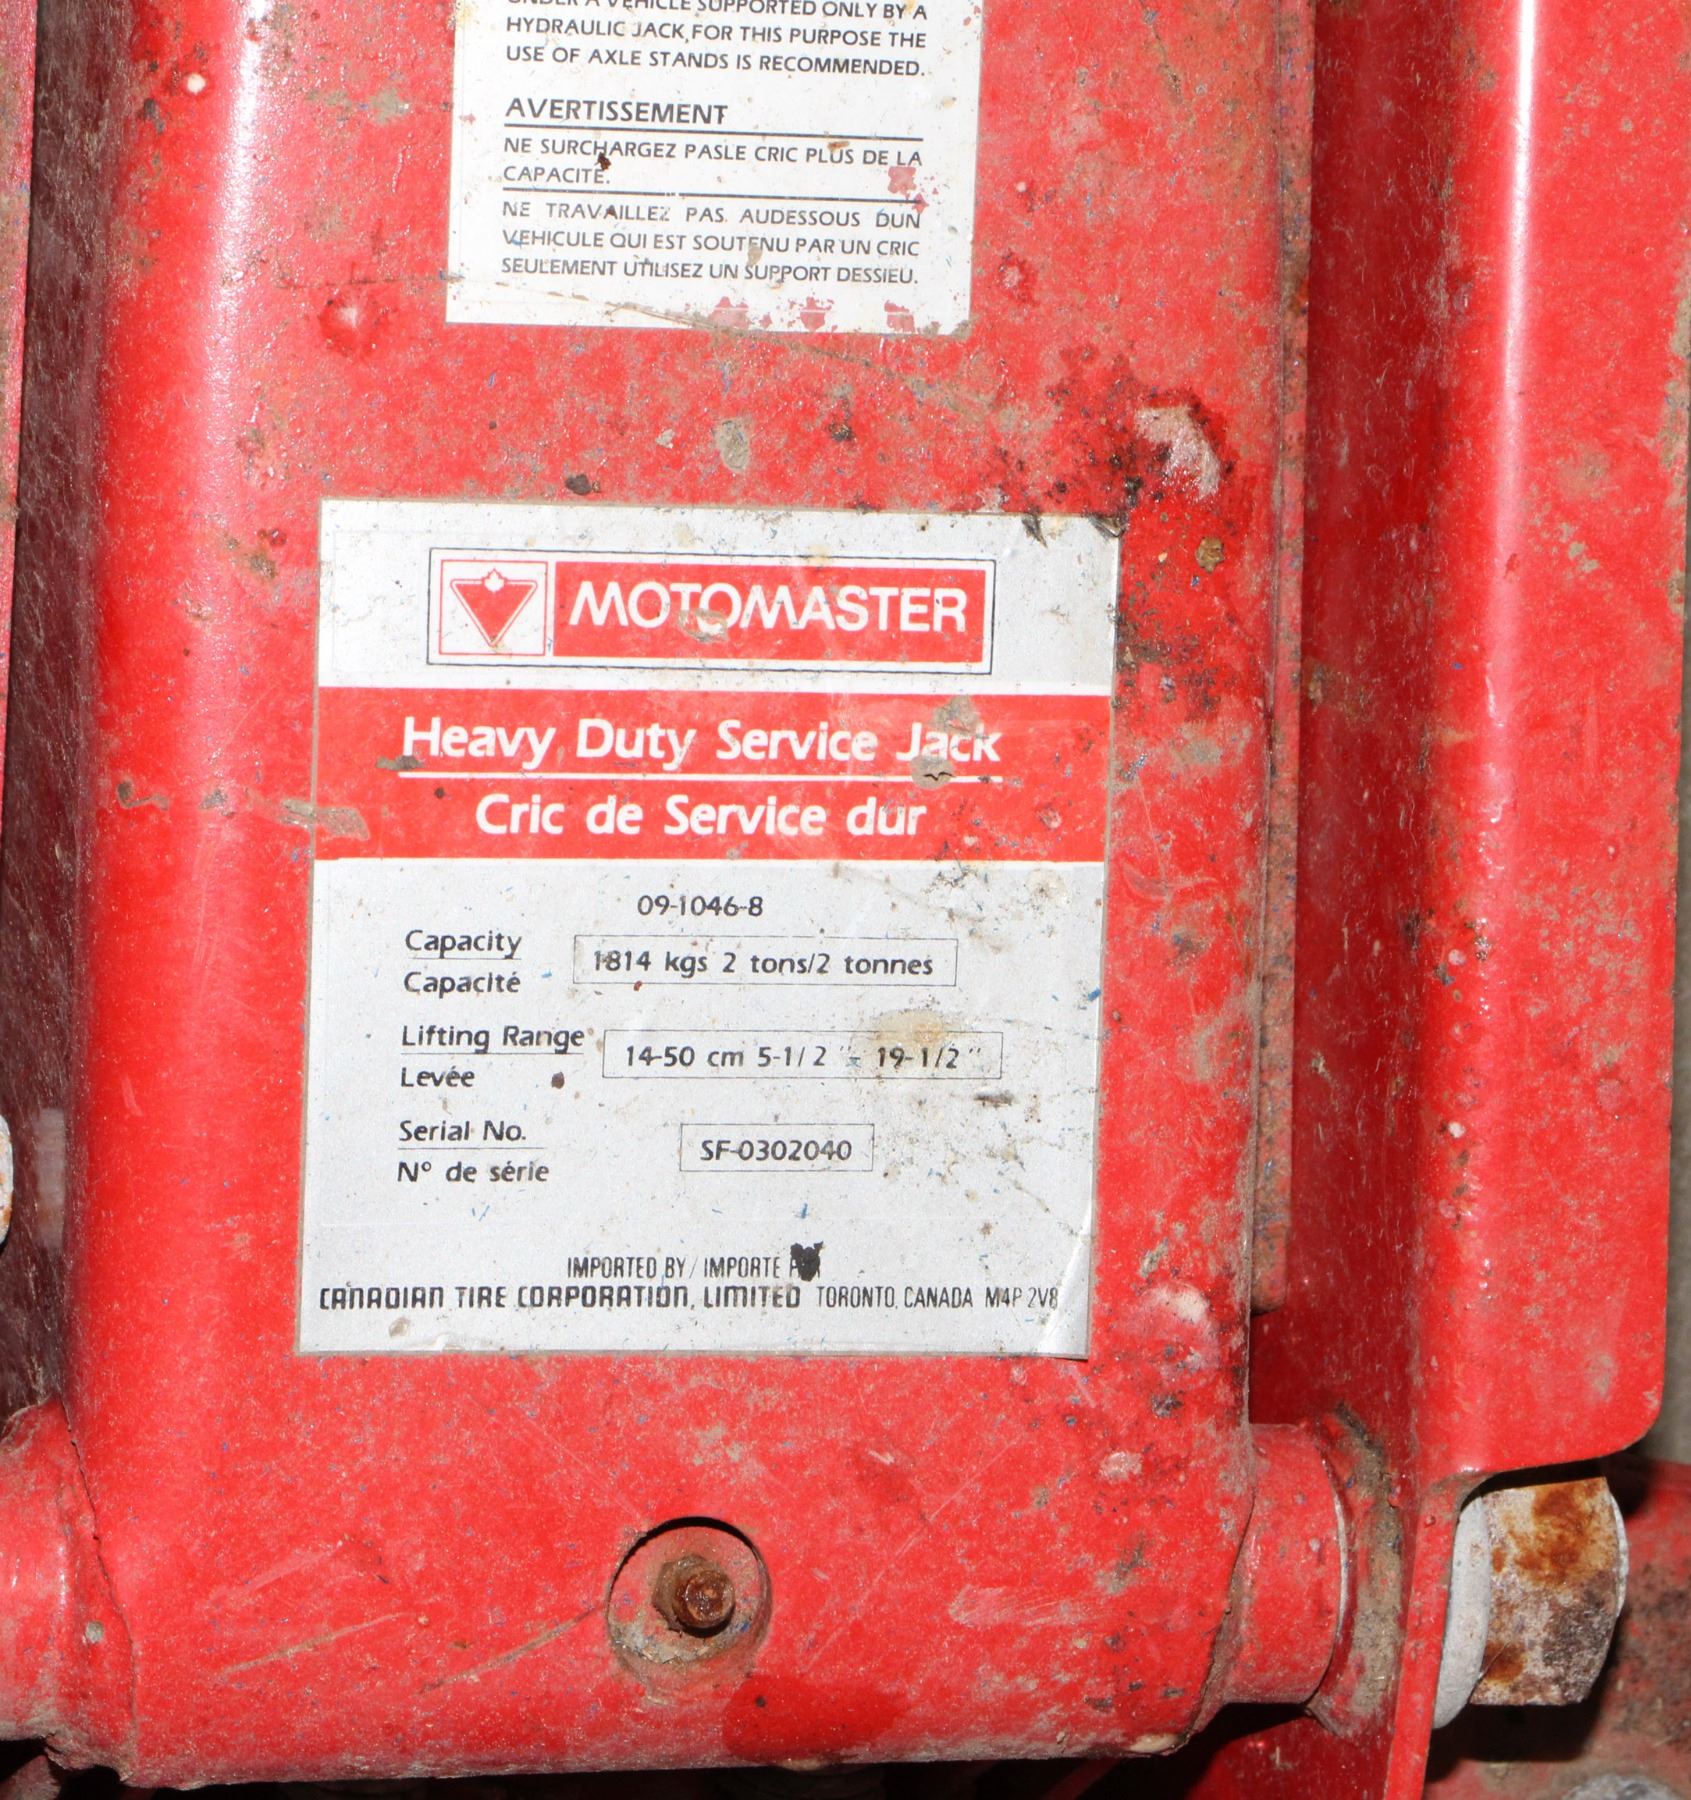 UNDER A VEHICLE SUPPORTED ONLY BY A
HYDRAULIC JACK, FOR THIS PURPOSE THE
USE OF AXLE STANDS IS RECOMMENDED.
AVERTISSEMENT
NE SURCHARGEZ PASLE CRIC PLUS DE LA
CAPACITÉ.
NE TRAVAILLEZ PAS AUDESSOUS DUN
VEHICULE QUI EST SOUTENU PAR UN CRIC
SEULEMENT UTILISEZ UN SUPPORT DESSIEU.
MOTOMASTER
Heavy Duty Service Jack
Cric de Service dur
09-1046-8
Capacity
Capacité
1814 kgs 2 tons/2 tonnes
Lifting Range
Levée
14-50 cm 5-1/2" - 19-1/2"
Serial No.
N° de série
SF-0302040
IMPORTED BY / IMPORTE PAR
CANADIAN TIRE CORPORATION, LIMITED TORONTO, CANADA M4P 2V8